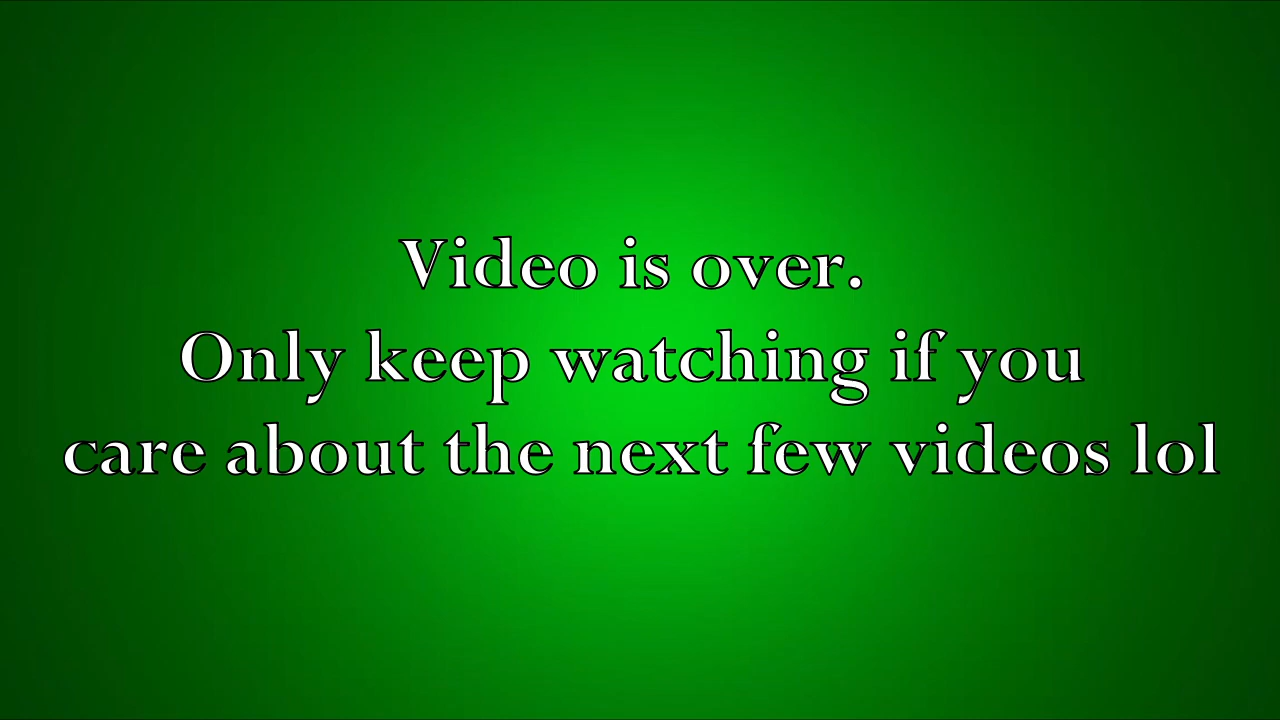 Video is over.
Only keep watching if you
care about the next few videos lol